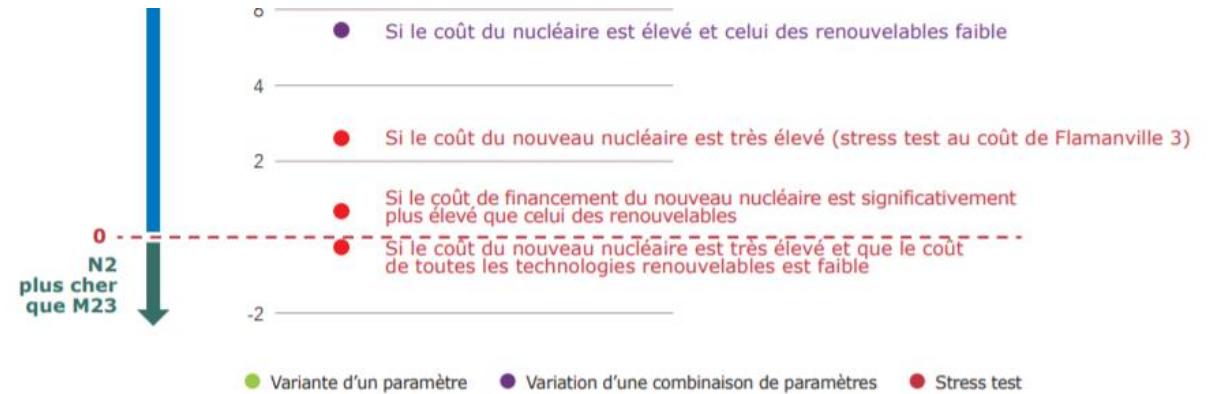 Si le coût du nucléaire est élevé et celui des renouvelables faible
4
Si le coût du nouveau nucléaire est très élevé (stress test au coût de Flamanville 3)
2
Si le coût de financement du nouveau nucléaire est significativement
plus élevé que celui des renouvelables
0
Si le coût du nouveau nucléaire est très élevé et que le coût
de toutes les technologies renouvelables est faible
N2
plus cher
que M23
-2
Variante d'un paramètre
Variation d'une combinaison de paramètres
Stress test